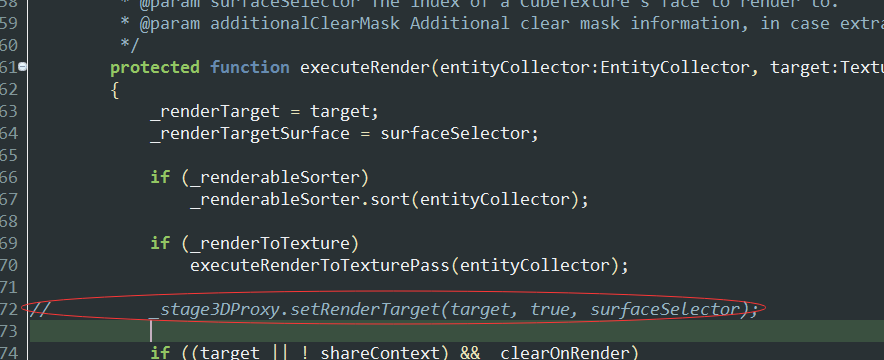 58 * @param surfaceSelector The index of a CubeTexture's face to render to.
59 * @param additionalClearMask Additional clear mask information, in case extra
60 */
61 protected function executeRender(entityCollector:EntityCollector, target:Textu
62 {
63 _renderTarget = target;
64 _renderTargetSurface = surfaceSelector;
65
66 if (_renderableSorter)
67 _renderableSorter.sort(entityCollector);
68
69 if (_renderToTexture)
70 executeRenderToTexturePass(entityCollector);
71
72 // _stage3DProxy.setRenderTarget(target, true, surfaceSelector);
73
74 if ((target || !_shareContext) && _clearOnRender)